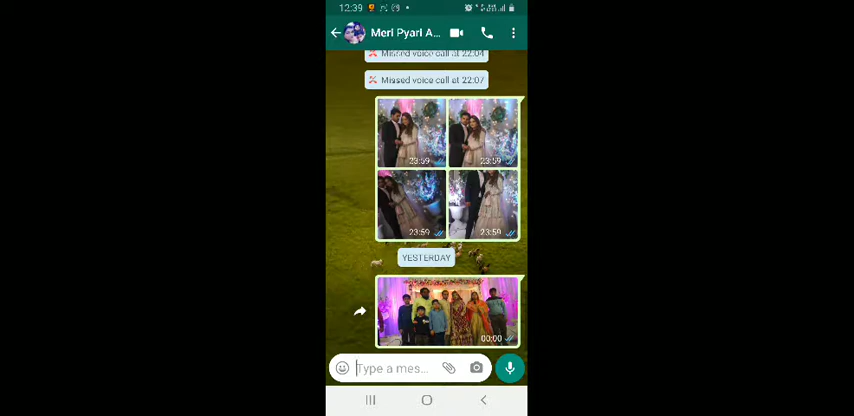 12:39
Meri Pyari A...
Missed voice call at 22:04
Missed voice call at 22:07
23:59 23:59
23:59 23:59
YESTERDAY
00:00
Type a mes...